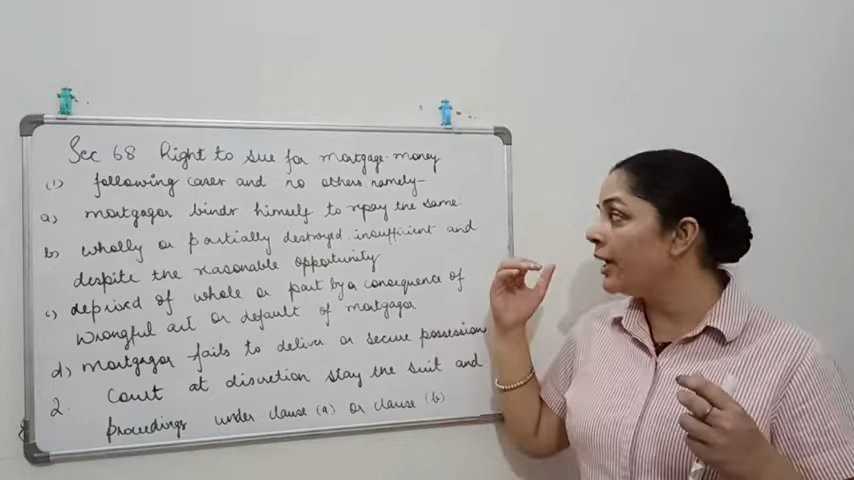 Sec 68 Right to sue for mortgage-money
(1) following cases and no others namely-
a) mortgagor binds himself to repay the same
b) wholly or partially destroyed insufficient and
despite the reasonable opportunity
c) deprived of whole or part by a consequence of
wrongful act or default of mortgagor
d) mortgagor fails to deliver or secure possession
2. Court at discretion stay the suit and
proceedings under clause (a) or clause (b)